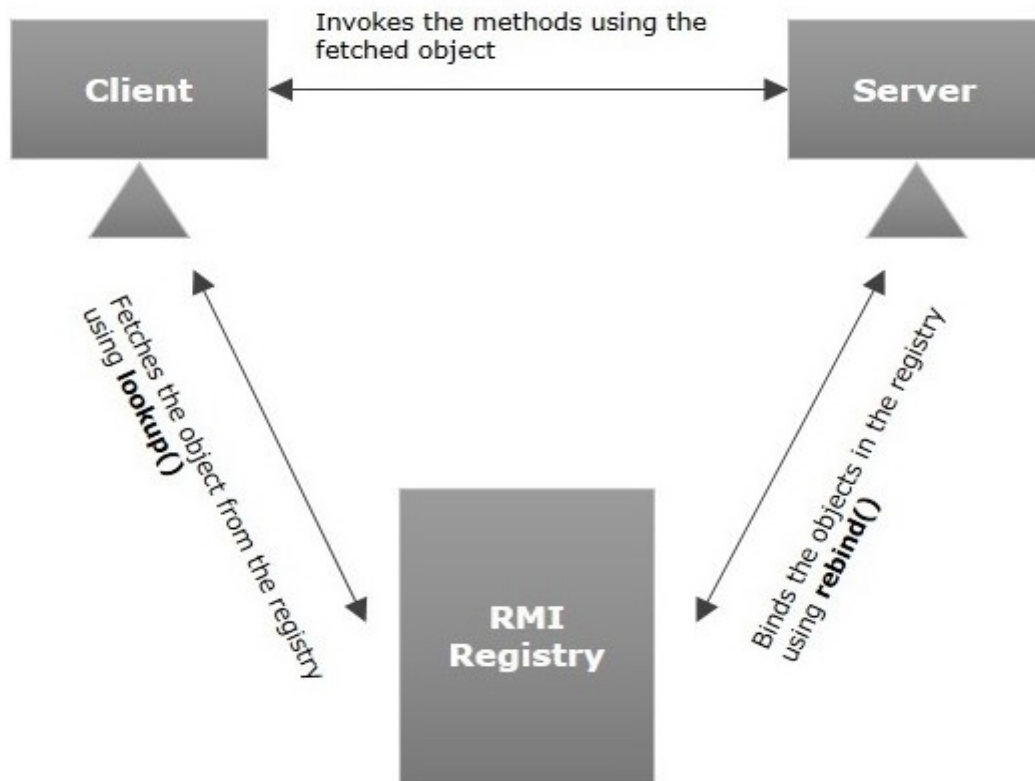 Invokes the methods using the
fetched object
Client
Server
Fetches the object from the registry
using lookup()
Binds the objects in the registry
using rebind()
RMI
Registry